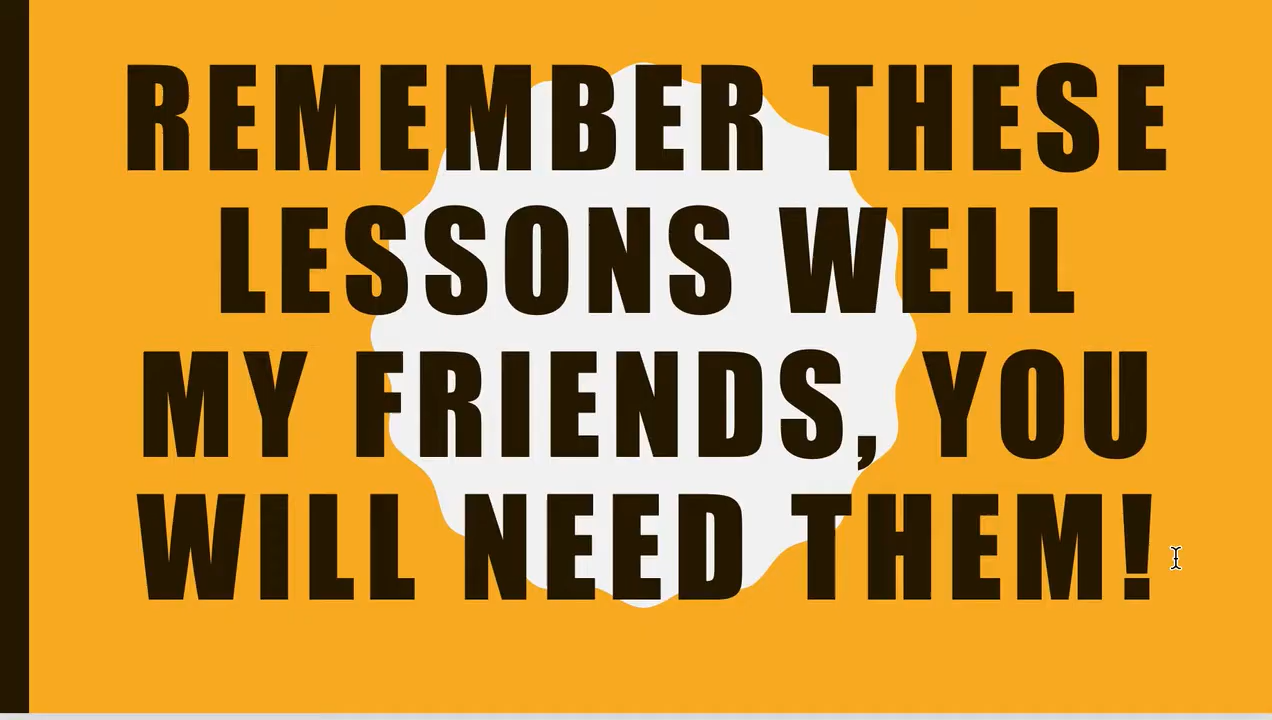 REMEMBER THESE
LESSONS WELL
MY FRIENDS, YOU
WILL NEED THEM!